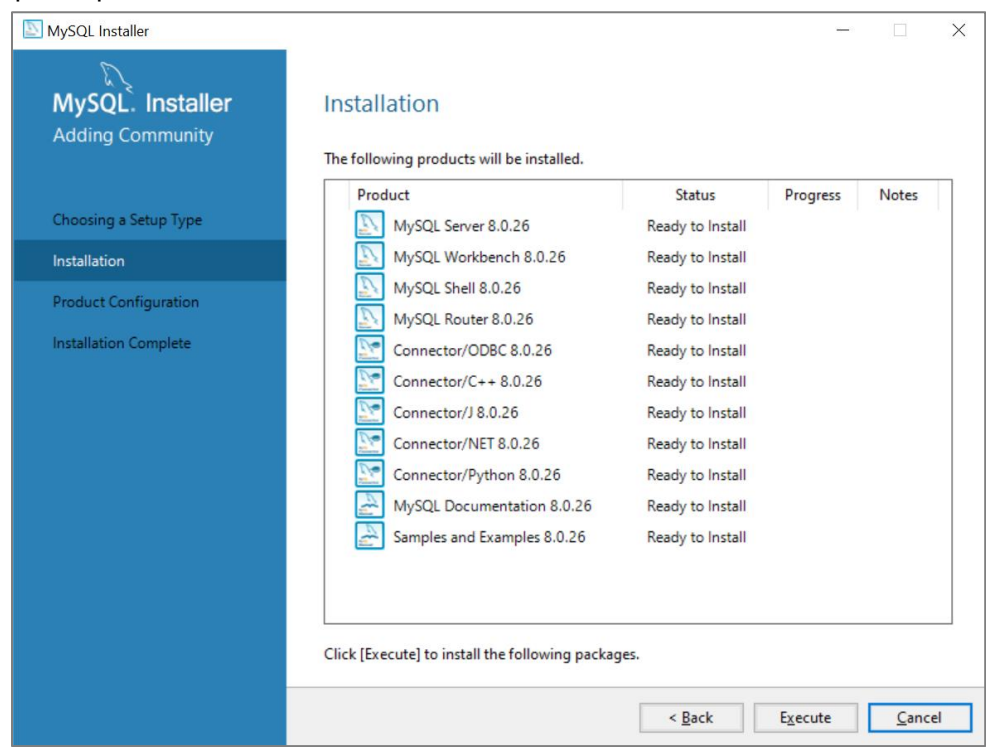 MySQL Installer
MySQL. Installer
Adding Community
Choosing a Setup Type
Installation
Product Configuration
Installation Complete
Installation
The following products will be installed.
Product Status Progress Notes
MySQL Server 8.0.26 Ready to Install
MySQL Workbench 8.0.26 Ready to Install
MySQL Shell 8.0.26 Ready to Install
MySQL Router 8.0.26 Ready to Install
Connector/ODBC 8.0.26 Ready to Install
Connector/C++ 8.0.26 Ready to Install
Connector/J 8.0.26 Ready to Install
Connector/NET 8.0.26 Ready to Install
Connector/Python 8.0.26 Ready to Install
MySQL Documentation 8.0.26 Ready to Install
Samples and Examples 8.0.26 Ready to Install
Click [Execute] to install the following packages.
< Back Execute Cancel